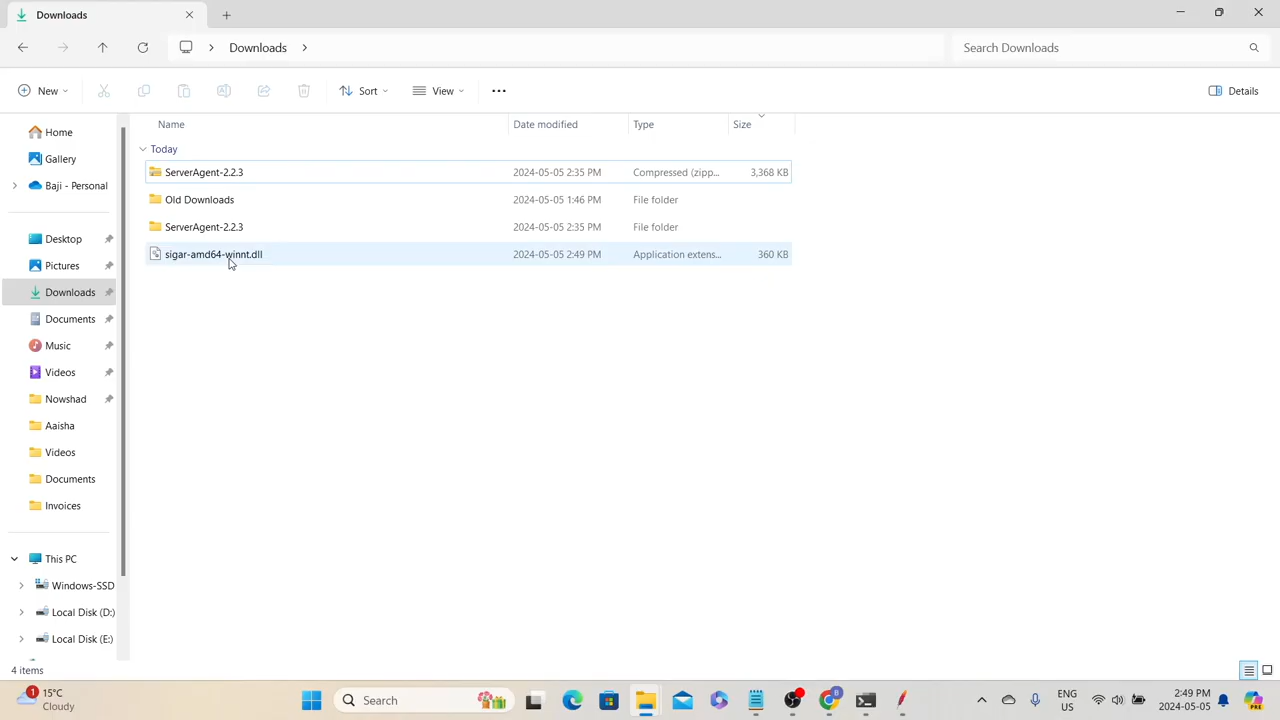 Downloads
Downloads
Search Downloads
New
Sort
View
Details
Home
Gallery
Baji - Personal
Desktop
Pictures
Downloads
Documents
Music
Videos
Nowshad
Aaisha
Videos
Documents
Invoices
This PC
Windows-SSD
Local Disk (D:)
Local Disk (E:)
Name Date modified Type Size
Today
ServerAgent-2.2.3 2024-05-05 2:35 PM Compressed (zipp... 3,368 KB
Old Downloads 2024-05-05 1:46 PM File folder
ServerAgent-2.2.3 2024-05-05 2:35 PM File folder
sigar-amd64-winnt.dll 2024-05-05 2:49 PM Application extens... 360 KB
4 items
1
15°C
Cloudy
Search
B
ENG
US
2:49 PM
2024-05-05
PRE